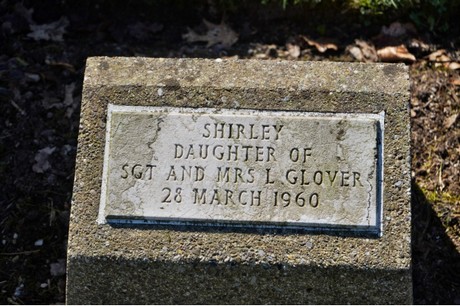 SHIRLEY
DAUGHTER OF
SGT AND MRS L GLOVER
28 MARCH 1960